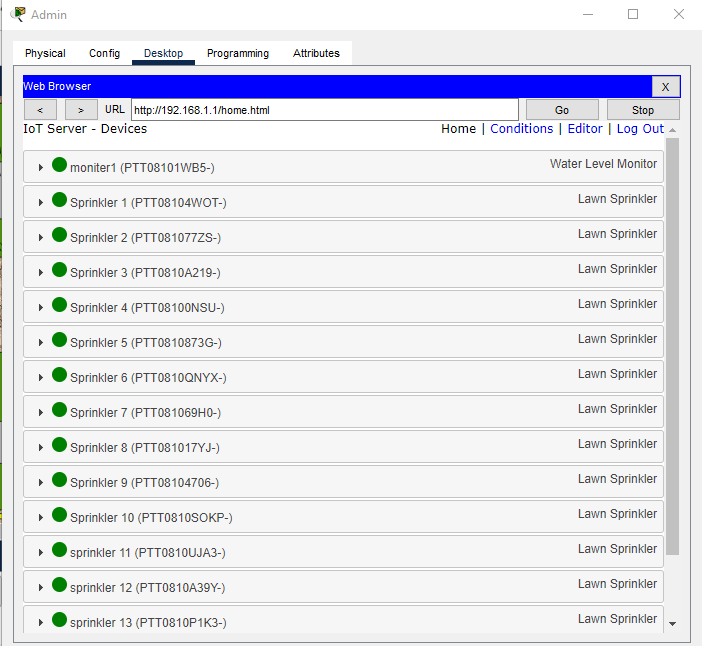 Admin
Physical Config Desktop Programming Attributes
Web Browser X
< > URL http://192.168.1.1/home.html Go Stop
IoT Server - Devices Home | Conditions | Editor | Log Out
moniter1 (PTT08101WB5-) Water Level Monitor
Sprinkler 1 (PTT08104WOT-) Lawn Sprinkler
Sprinkler 2 (PTT081077ZS-) Lawn Sprinkler
Sprinkler 3 (PTT0810A219-) Lawn Sprinkler
Sprinkler 4 (PTT08100NSU-) Lawn Sprinkler
Sprinkler 5 (PTT0810873G-) Lawn Sprinkler
Sprinkler 6 (PTT0810QNYX-) Lawn Sprinkler
Sprinkler 7 (PTT081069H0-) Lawn Sprinkler
Sprinkler 8 (PTT081017YJ-) Lawn Sprinkler
Sprinkler 9 (PTT08104706-) Lawn Sprinkler
Sprinkler 10 (PTT0810SOKP-) Lawn Sprinkler
sprinkler 11 (PTT0810UJA3-) Lawn Sprinkler
sprinkler 12 (PTT0810A39Y-) Lawn Sprinkler
sprinkler 13 (PTT0810P1K3-) Lawn Sprinkler